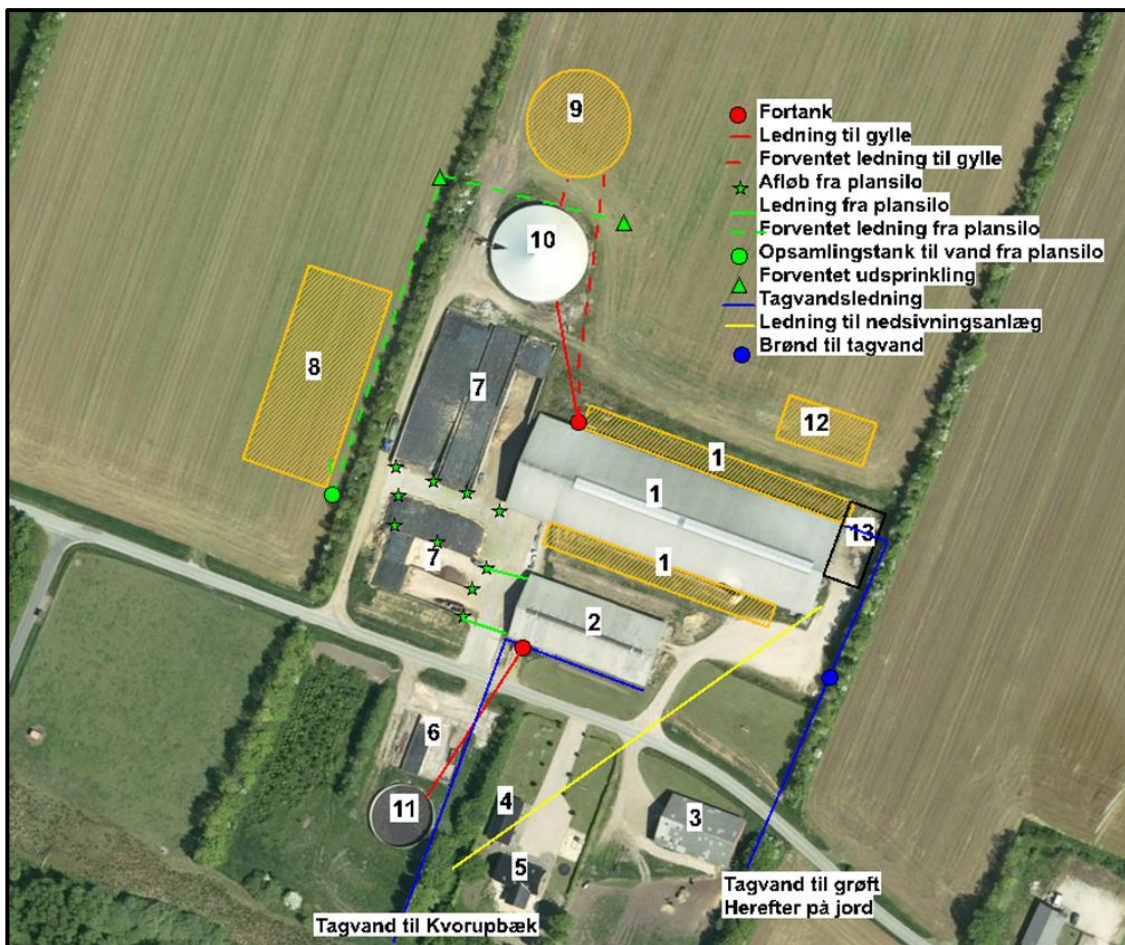 9
Fortank
Ledning til gylle
Forventet ledning til gylle
Afløb fra plansilo
Ledning fra plansilo
Forventet ledning fra plansilo
Opsamlingstank til vand fra plansilo
Forventet udsprinkling
Tagvandsledning
Ledning til nedsivningsanlæg
Brønd til tagvand
10
8
7
12
1
1
13
7
1
2
6
11
4
3
5
Tagvand til grøft
Herefter på jord
Tagvand til Kvorupbæk